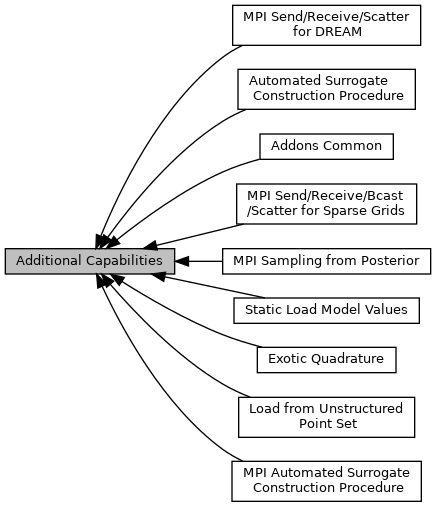 MPI Send/Receive/Scatter
for DREAM
Automated Surrogate
Construction Procedure
Addons Common
MPI Send/Receive/Bcast
/Scatter for Sparse Grids
Additional Capabilities
MPI Sampling from Posterior
Static Load Model Values
Exotic Quadrature
Load from Unstructured
Point Set
MPI Automated Surrogate
Construction Procedure